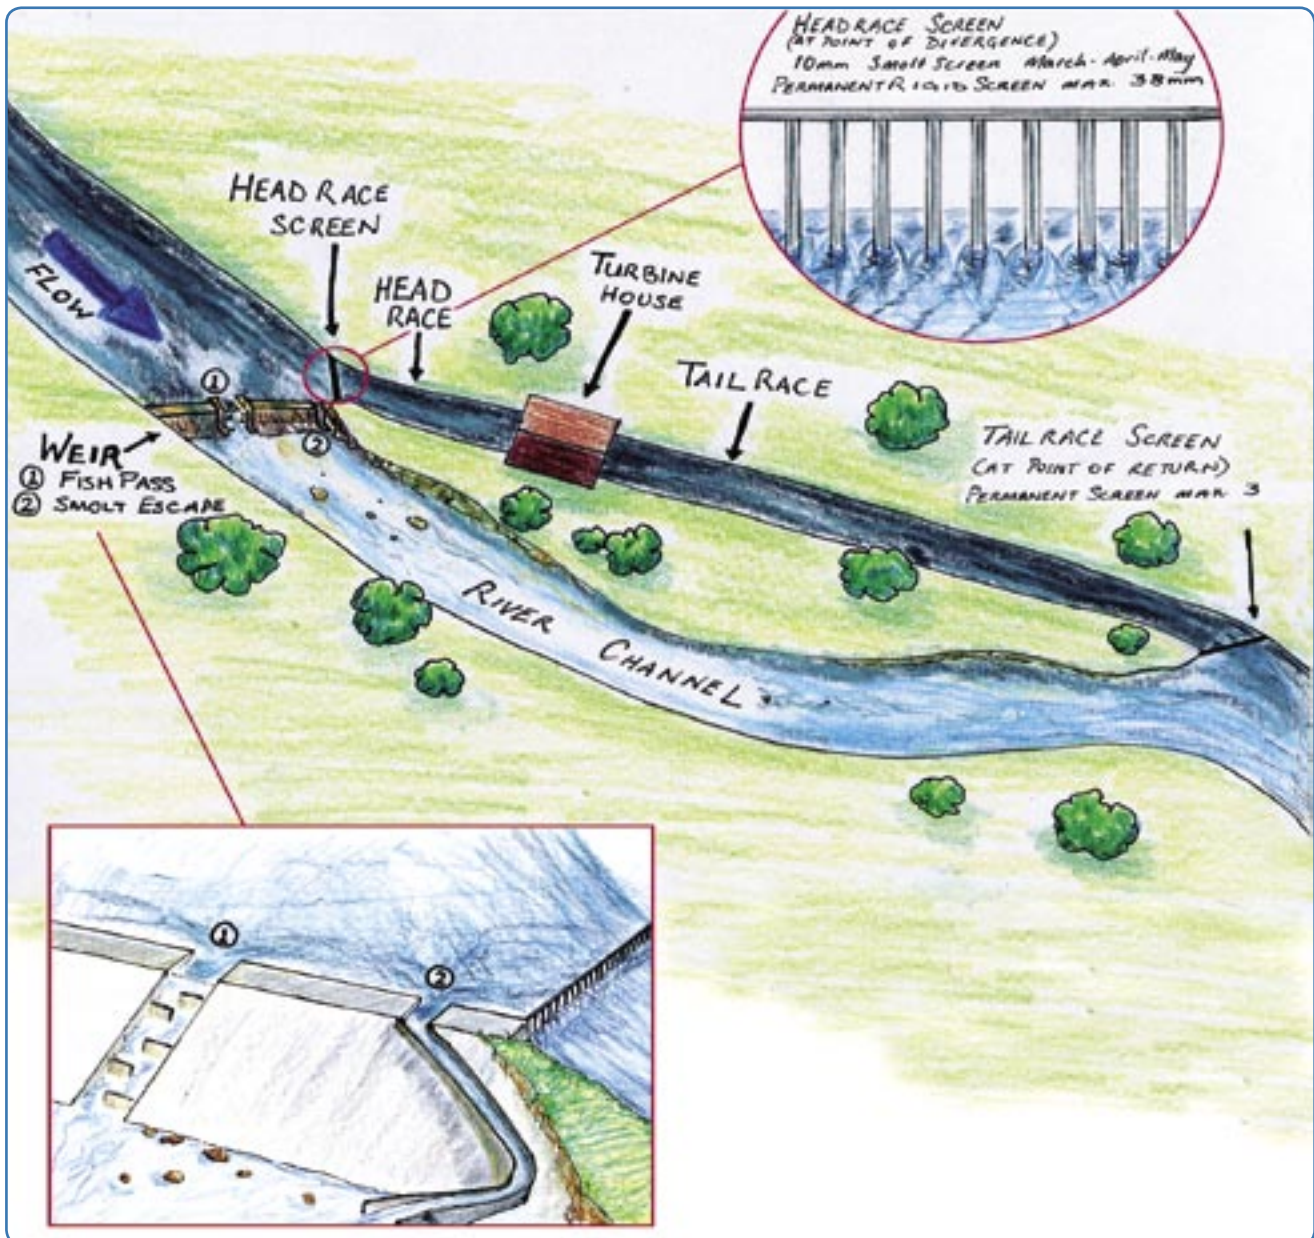 HEADRACE SCREEN
(AT POINT OF DIVERGENCE)
10mm Smolt Screen March-April-May
PERMANENT RIGID SCREEN MAX 38mm
HEAD RACE
SCREEN
FLOW
HEAD
RACE
TURBINE
HOUSE
TAIL RACE
TAILRACE SCREEN
(AT POINT OF RETURN)
PERMANENT SCREEN MAX 3
①
②
WEIR
① FISH PASS
② SMOLT ESCAPE
RIVER CHANNEL
①
②